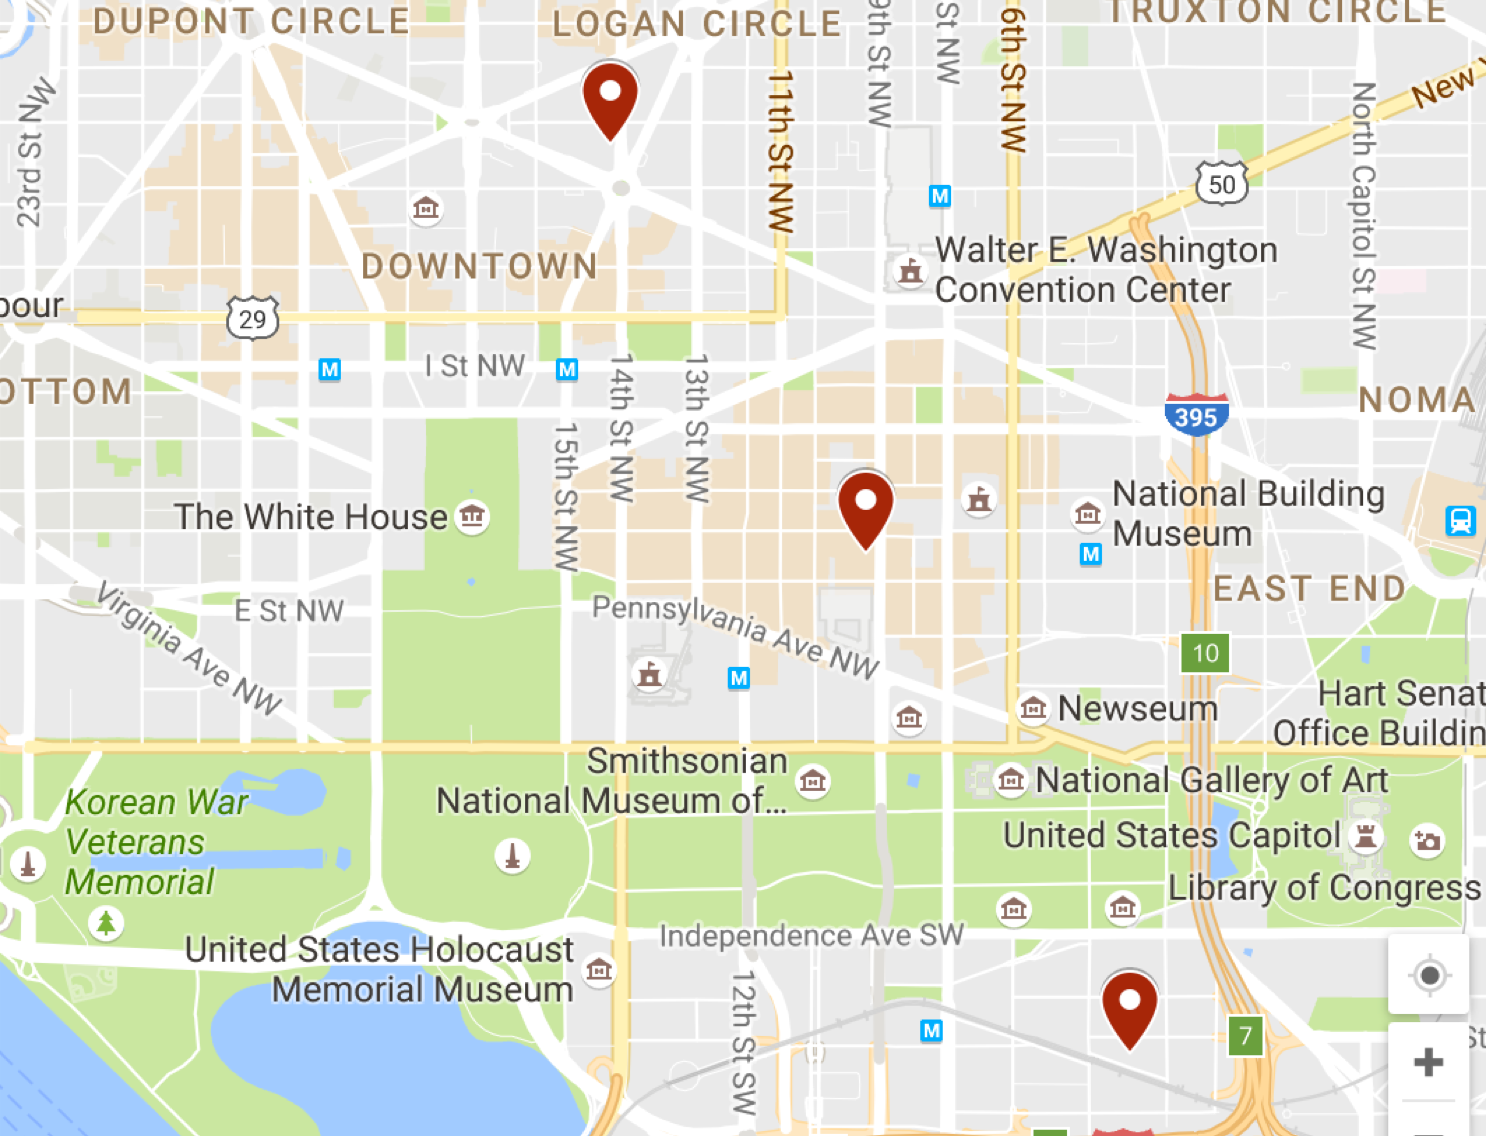 DUPONT CIRCLE
LOGAN CIRCLE
TRUXTON CIRCLE
23rd St NW
11th St NW
9th St NW
St NW
6th St NW
New
North Capitol St NW
50
M
DOWNTOWN
Walter E. Washington
Convention Center
29
M
I St NW
M
14th St NW
13th St NW
15th St NW
395
NOMA
The White House
National Building
Museum
M
EAST END
Virginia Ave NW
E St NW
Pennsylvania Ave NW
10
M
Newseum
Hart Senat
Office Buildin
Smithsonian
National Museum of...
National Gallery of Art
Korean War
Veterans
Memorial
United States Capitol
Library of Congress
Independence Ave SW
United States Holocaust
Memorial Museum
12th St SW
M
7
St